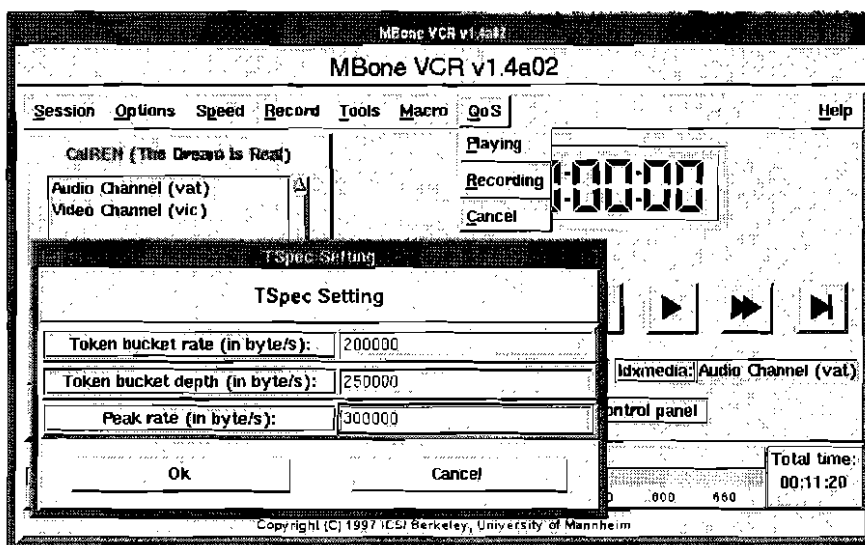 MBone VCR v1.4a02
MBone VCR v1.4a02
Session Options Speed Record Tools Macro QoS Help
CalREN (The Dream is Real)
Audio Channel (vat)
Video Channel (vic)
Playing
Recording
Cancel
:00:00
TSpec Setting
TSpec Setting
Token bucket rate (in byte/s): 200000
Token bucket depth (in byte/s): 250000
Peak rate (in byte/s): 300000
Ok Cancel
Idxmedia: Audio Channel (vat)
ontrol panel
Total time:
00:11:20
660
Copyright (C) 1997 ICSI Berkeley, University of Mannheim